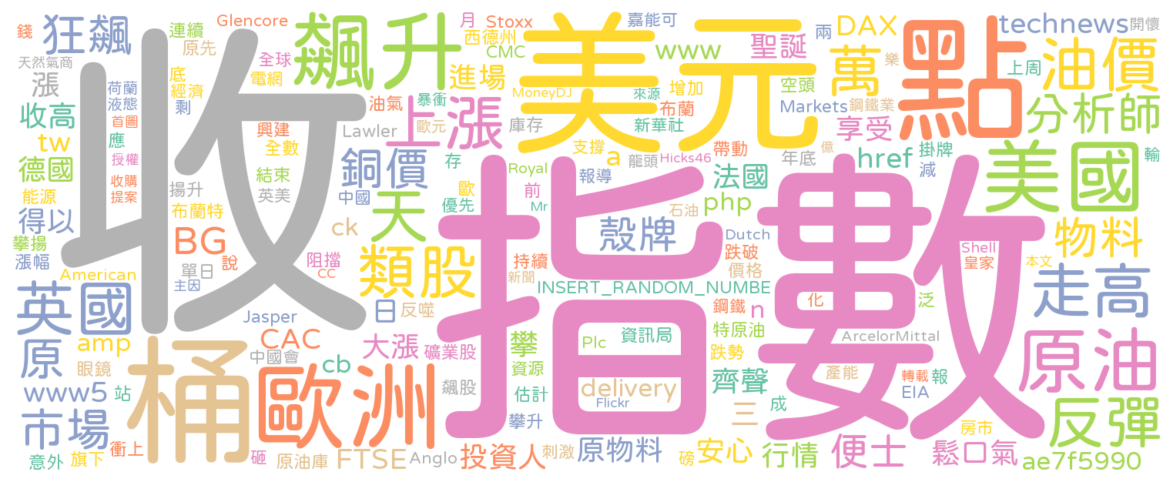 錢 狂飆 連續 Glencore 月 Stoxx 嘉能可 兩 DAX technews 開懷
天然氣商 原先 飆升 西德州 CMC www 聖誕 萬 上周 樂
漲 荷蘭 底 全球 進場 美元 空頭 點 油價
收 液態 經濟 電網 MoneyDJ 增加 來源
收高 首圖 剩 油氣 暴衝 上漲 布蘭 Markets 鋼鐵業 分析師
tw 應 興建 Lawler 歐元 庫存 新華社 享受
德國 授權 全數 銅價 支撐 龍頭 a Hicks46 帶動 年底 億 href 掛牌 輸
能源 收購 結束 存 Royal 報導 法國 減 美國
得以 提案 揚升 英美 中國 天 歐 前 php
攀揚 布蘭特 ck 優先 Mr 石油 物料
漲幅 BG 說 阻擋 類股 指數 殼牌 Dutch 跌破 Shell
American 單日 CC 持續 新聞 價格 皇家 本文
英國 主因 INSERT_RANDOM_NUMBE 走高
原 桶 Jasper 日 反噬 鋼鐵 n 化 泛
amp CAC 大漲 礦業股 攀 Plc 資訊局 特原油 ArcelorMittal 原油
眼鏡 中國會 cb 資源 跌勢
www5 站 歐洲 飆股 估計 delivery 齊聲 產能 轉載 報
市場 攀升 Flickr 三 成 EIA 反彈
衝上 房市
意外 旗下 砸 原油庫 FTSE Anglo 投資人 刺激 原物料 磅 安心 行情 便士 鬆口氣 ae7f5990